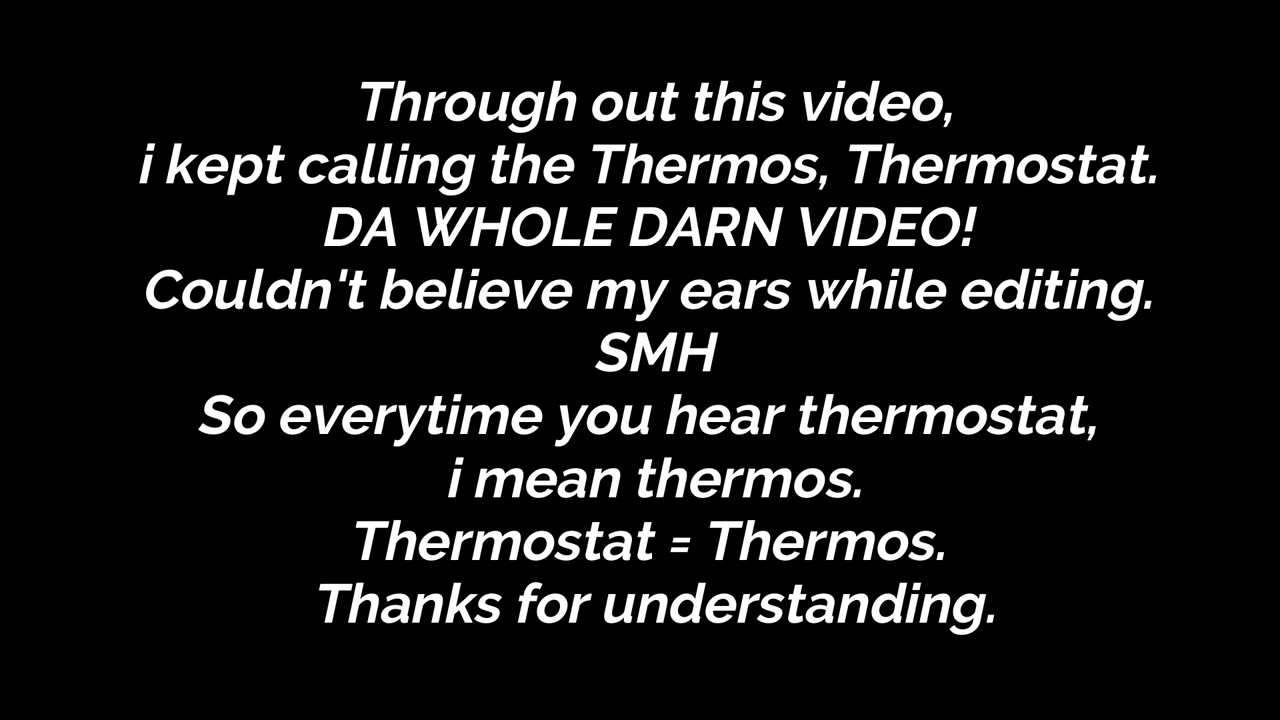 Through out this video,
i kept calling the Thermos, Thermostat.
DA WHOLE DARN VIDEO!
Couldn't believe my ears while editing.
SMH
So everytime you hear thermostat,
i mean thermos.
Thermostat = Thermos.
Thanks for understanding.